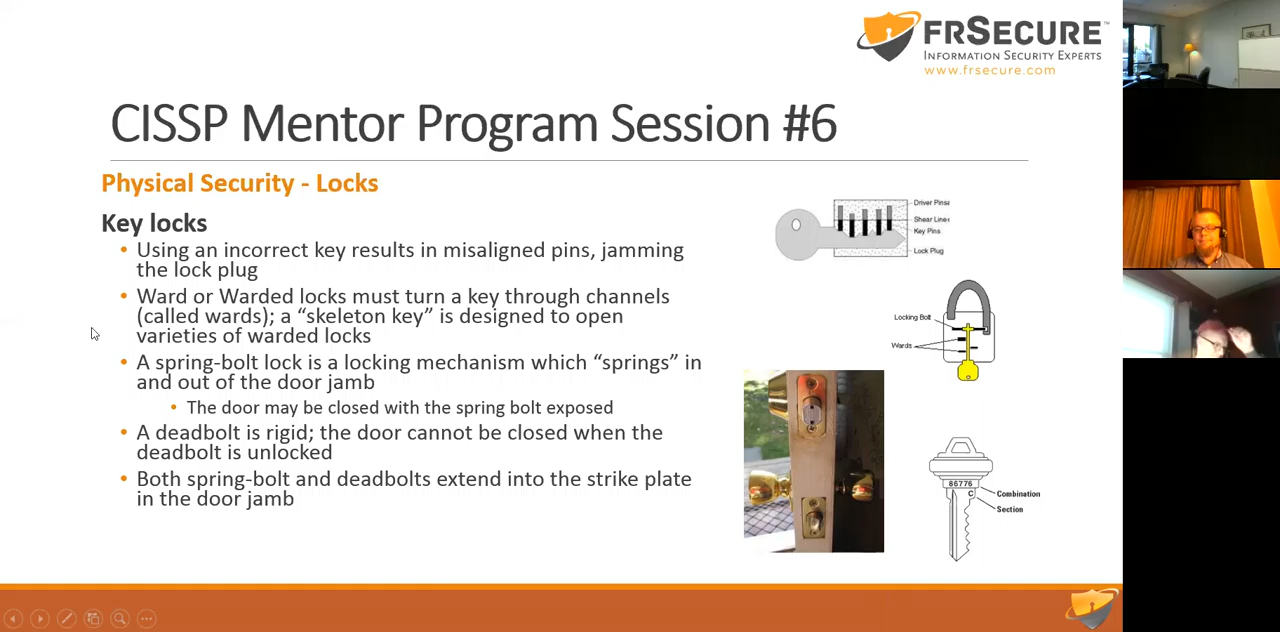 FRSECURE™
INFORMATION SECURITY EXPERTS
www.frsecure.com
CISSP Mentor Program Session #6
Physical Security - Locks
Key locks
• Using an incorrect key results in misaligned pins, jamming
the lock plug
• Ward or Warded locks must turn a key through channels
(called wards); a “skeleton key” is designed to open
varieties of warded locks
• A spring-bolt lock is a locking mechanism which “springs” in
and out of the door jamb
• The door may be closed with the spring bolt exposed
• A deadbolt is rigid; the door cannot be closed when the
deadbolt is unlocked
• Both spring-bolt and deadbolts extend into the strike plate
in the door jamb
Driver Pins
Shear Line
Key Pins
Lock Plug
Locking Bolt
Wards
86776
C
Combination
Section